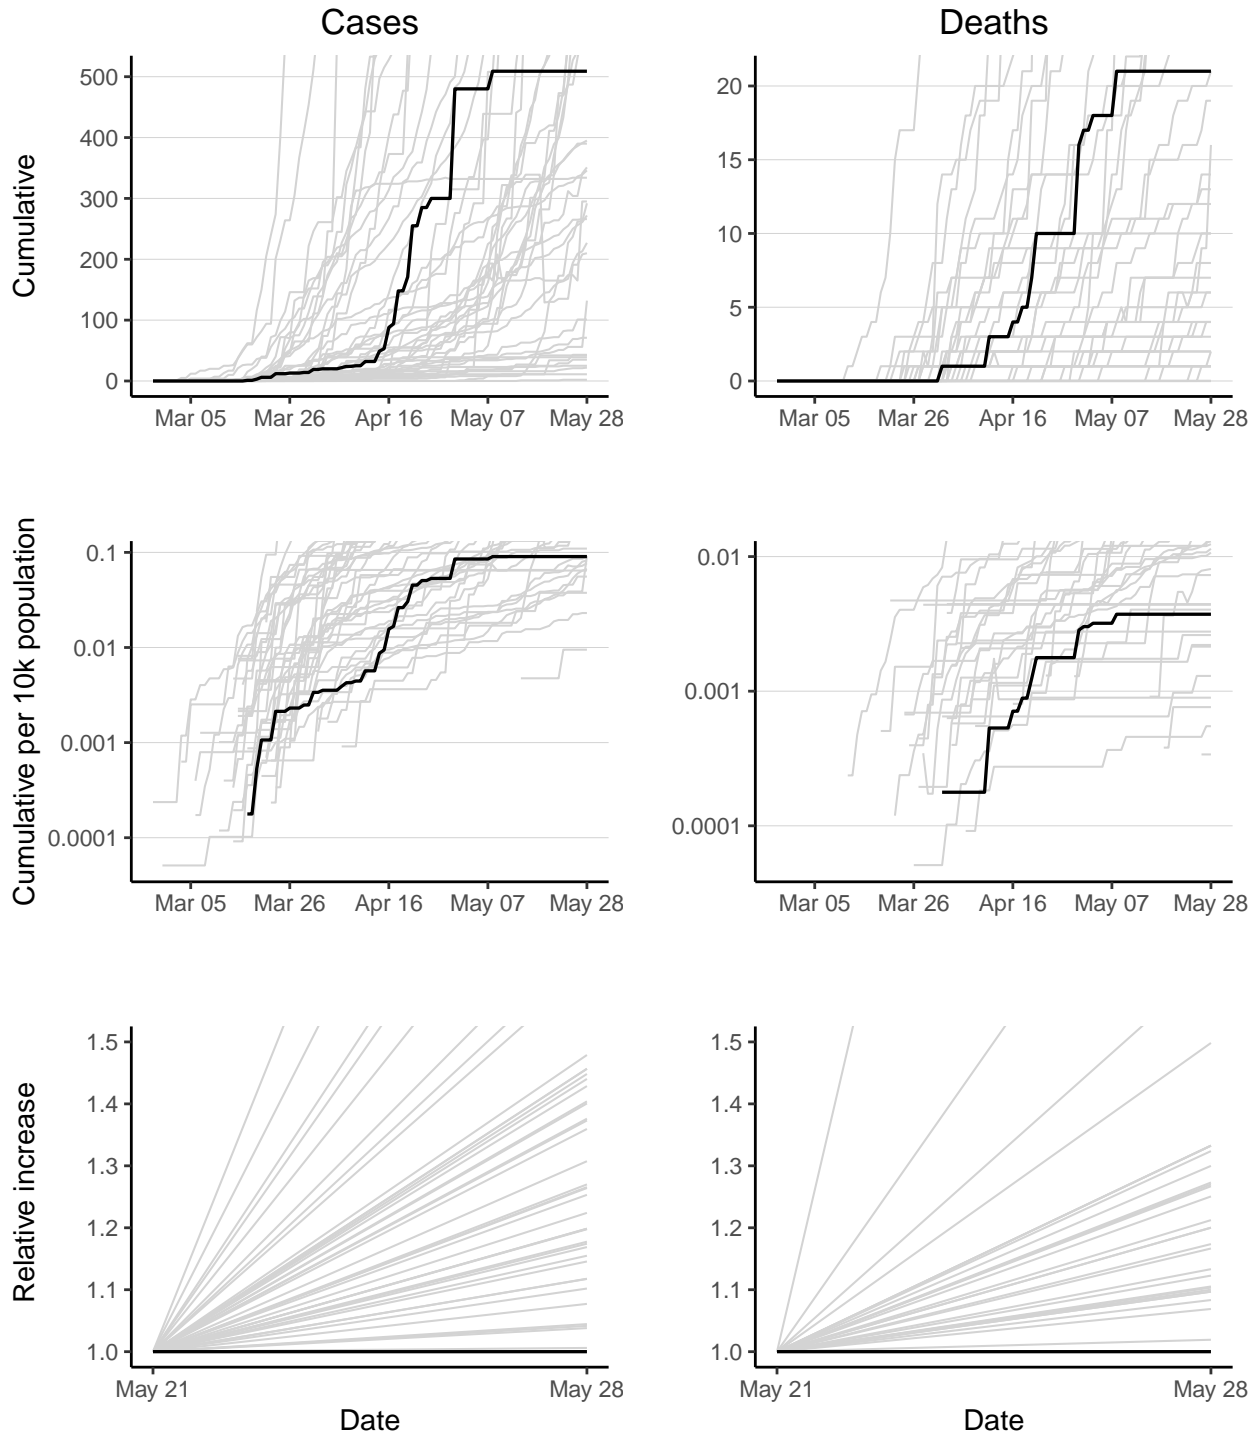 Cases
Deaths
Cumulative
500
400
300
200
100
0
Mar 05 Mar 26 Apr 16 May 07 May 28
20
15
10
5
0
Mar 05 Mar 26 Apr 16 May 07 May 28
Cumulative per 10k population
0.1
0.01
0.001
0.0001
Mar 05 Mar 26 Apr 16 May 07 May 28
0.01
0.001
0.0001
Mar 05 Mar 26 Apr 16 May 07 May 28
Relative increase
1.5
1.4
1.3
1.2
1.1
1.0
May 21 May 28
Date
1.5
1.4
1.3
1.2
1.1
1.0
May 21 May 28
Date